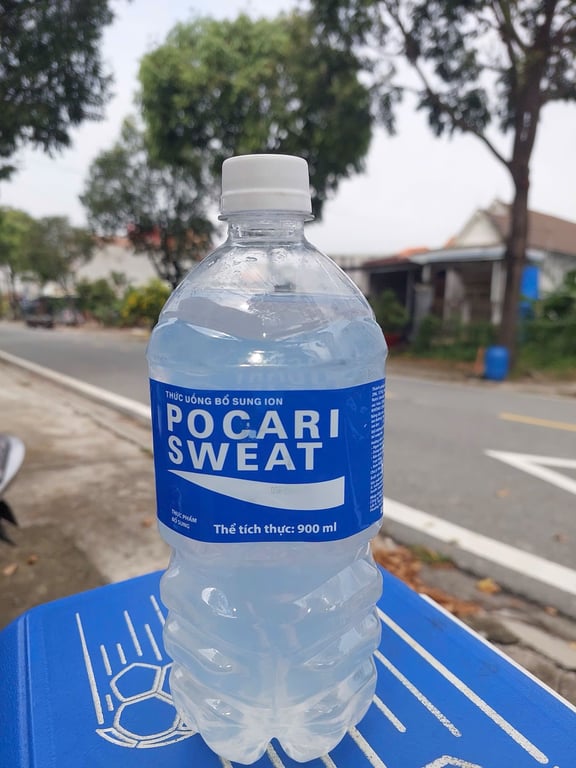 THỨC UỐNG BỔ SUNG ION
POCARI
SWEAT
THỰC PHẨM
BỔ SUNG
Thể tích thực: 900 ml